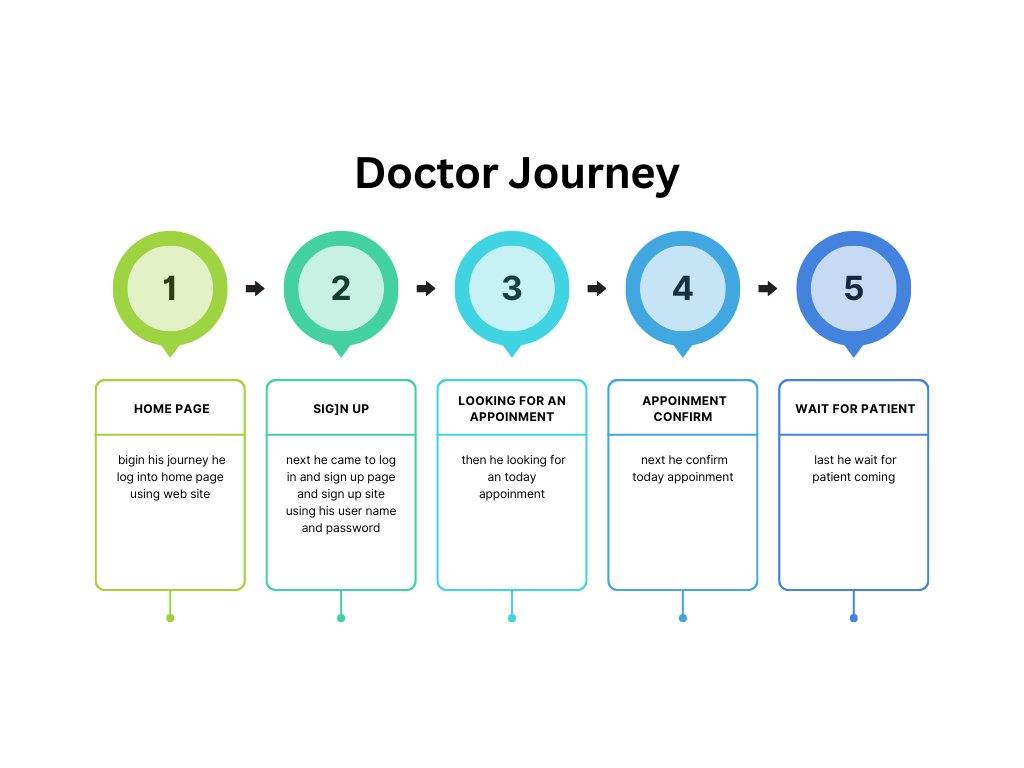 Doctor Journey
1
2
3
4
5
HOME PAGE
bigin his journey he
log into home page
using web site
SIG]N UP
next he came to log
in and sign up page
and sign up site
using his user name
and password
LOOKING FOR AN
APPOINMENT
then he looking for
an today
appoinment
APPOINMENT
CONFIRM
next he confirm
today appoinment
WAIT FOR PATIENT
last he wait for
patient coming